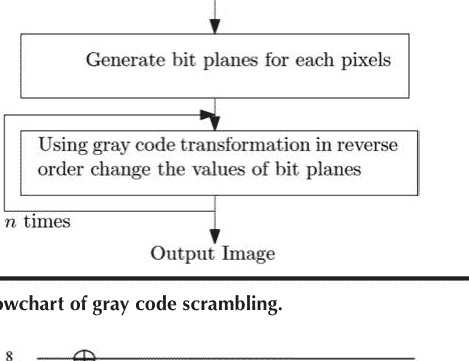 Generate bit planes for each pixels
Using gray code transformation in reverse
order change the values of bit planes
n times
Output Image
owchart of gray code scrambling.
8